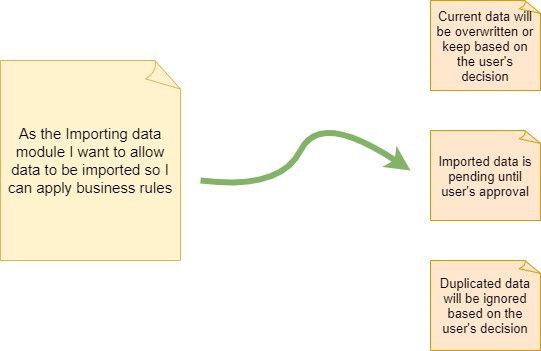 As the Importing data
module I want to allow
data to be imported so I
can apply business rules
Current data will
be overwritten or
keep based on
the user's
decision
Imported data is
pending until
user's approval
Duplicated data
will be ignored
based on the
user's decision